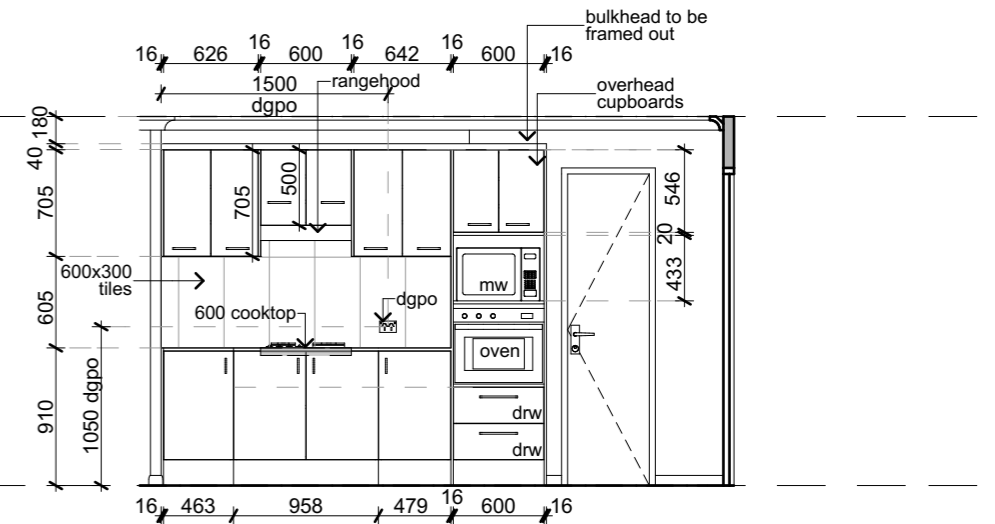 bulkhead to be
framed out
16 626 16 600 16 642 16 600 16
1500
rangehood
dgpo
overhead
cupboards
180
40
705
605
910
1050 dgpo
705
500
546
20
433
600x300
tiles
600 cooktop
dgpo
mw
oven
drw
drw
16 463 958 479 16 600 16